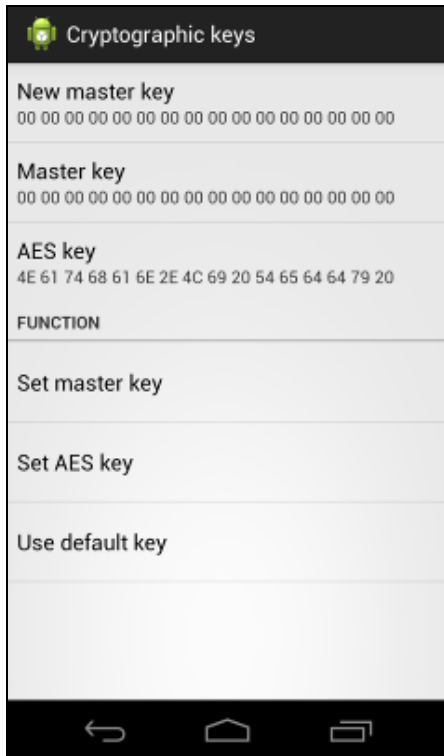 Cryptographic keys
New master key
00 00 00 00 00 00 00 00 00 00 00 00 00 00 00 00
Master key
00 00 00 00 00 00 00 00 00 00 00 00 00 00 00 00
AES key
4E 61 74 68 61 6E 2E 4C 69 20 54 65 64 64 79 20
FUNCTION
Set master key
Set AES key
Use default key